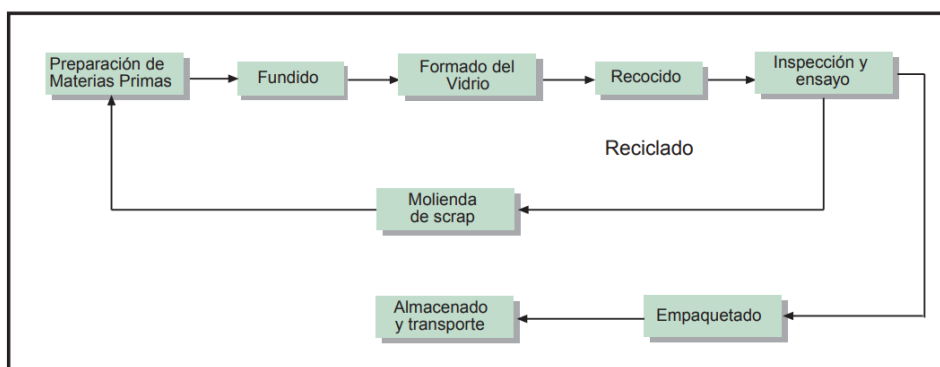 Preparación de
Materias Primas
Fundido
Formado del
Vidrio
Recocido
Inspección y
ensayo
Reciclado
Molienda
de scrap
Almacenado
y transporte
Empaquetado